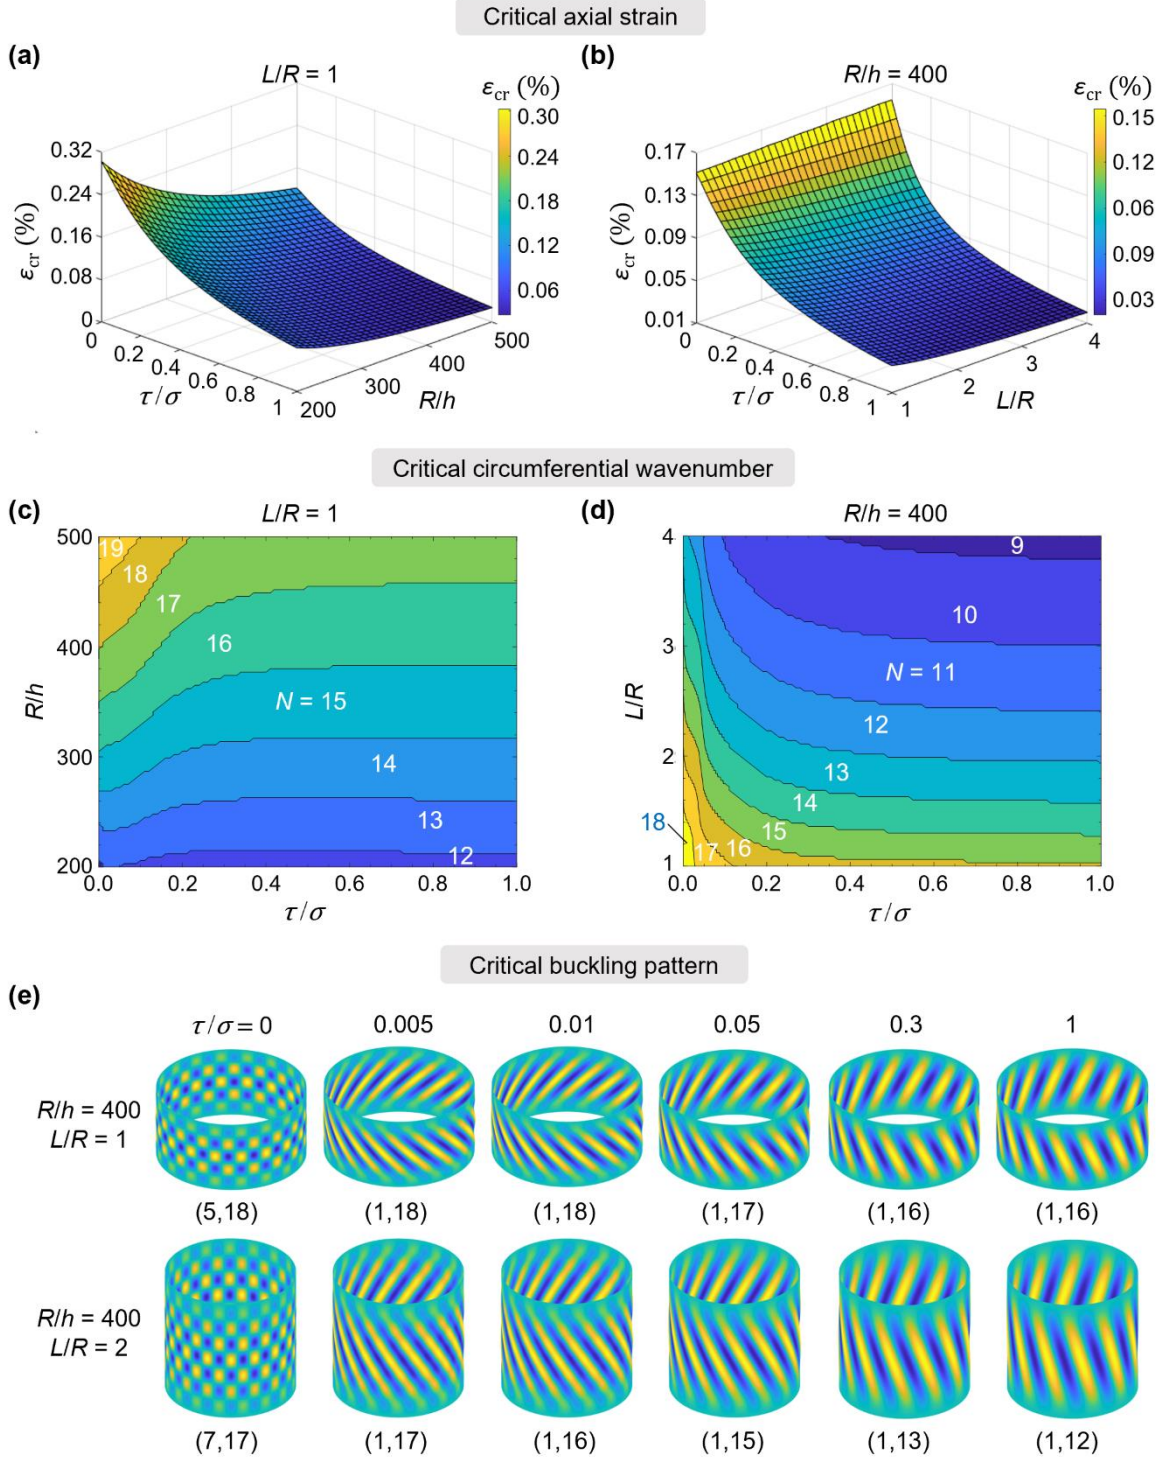 Critical axial strain
(a)
L/R = 1
εcr (%)
0.30
0.24
0.18
0.12
0.06
0.32
0.24
0.16
0.08
0
εcr (%)
0
0.2
0.4
0.6
0.8
1
τ/σ
200
300
400
500
R/h
(b)
R/h = 400
εcr (%)
0.15
0.12
0.06
0.09
0.03
0.17
0.13
0.09
0.05
0.01
εcr (%)
0
0.2
0.4
0.6
0.8
1
τ/σ
1
2
3
4
L/R
Critical circumferential wavenumber
(c)
L/R = 1
500
400
300
200
R/h
19
18
17
16
N = 15
14
13
12
0.0 0.2 0.4 0.6 0.8 1.0
τ/σ
(d)
R/h = 400
4
3
2
1
L/R
9
10
N = 11
12
13
14
15
16
17
18
0.0 0.2 0.4 0.6 0.8 1.0
τ/σ
Critical buckling pattern
(e)
τ/σ = 0 0.005 0.01 0.05 0.3 1
R/h = 400
L/R = 1
(5,18) (1,18) (1,18) (1,17) (1,16) (1,16)
R/h = 400
L/R = 2
(7,17) (1,17) (1,16) (1,15) (1,13) (1,12)